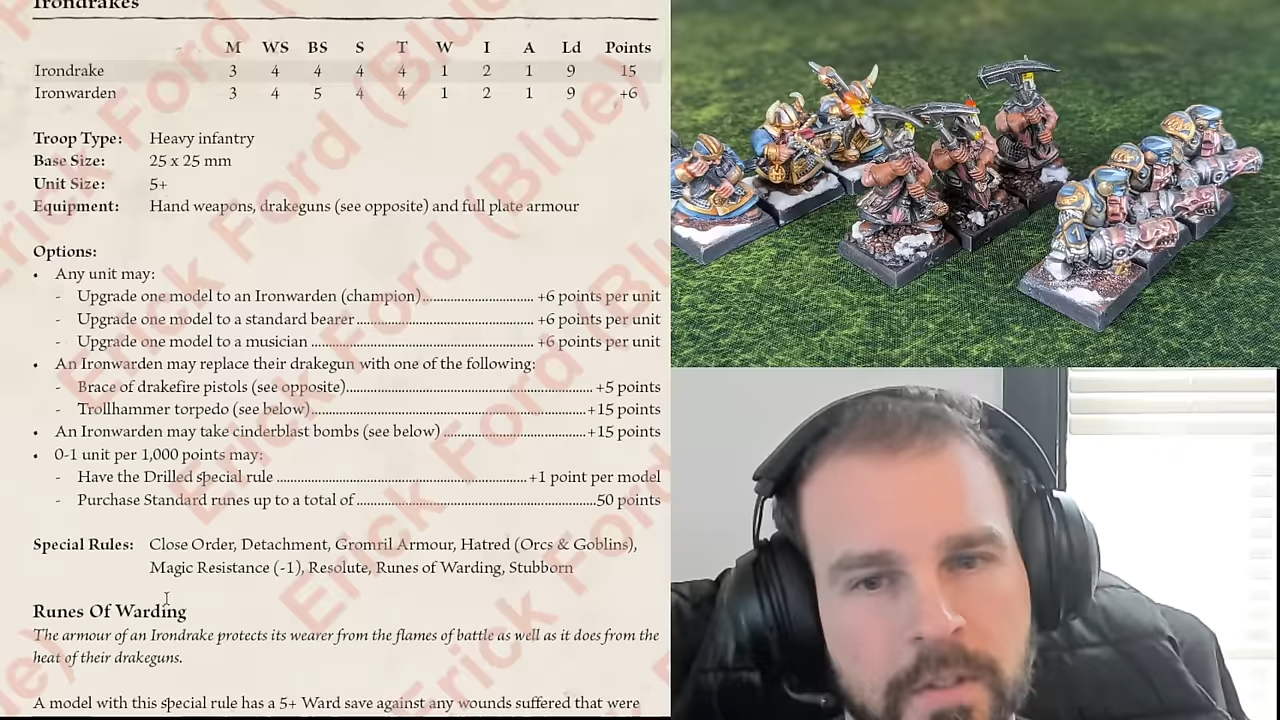 Irondrakes
M WS BS S T W I A Ld Points
Irondrake 3 4 4 4 4 1 2 1 9 15
Ironwarden 3 4 5 4 4 1 2 1 9 +6
Troop Type: Heavy infantry
Base Size: 25 x 25 mm
Unit Size: 5+
Equipment: Hand weapons, drakeguns (see opposite) and full plate armour
Options:
• Any unit may:
- Upgrade one model to an Ironwarden (champion)........................ +6 points per unit
- Upgrade one model to a standard bearer........................ +6 points per unit
- Upgrade one model to a musician........................ +6 points per unit
• An Ironwarden may replace their drakegun with one of the following:
- Brace of drakefire pistols (see opposite)........................ +5 points
- Trollhammer torpedo (see below)........................ +15 points
• An Ironwarden may take cinderblast bombs (see below)........................ +15 points
• 0-1 unit per 1,000 points may:
- Have the Drilled special rule........................ +1 point per model
- Purchase Standard runes up to a total of........................ 50 points
Special Rules: Close Order, Detachment, Gromril Armour, Hatred (Orcs & Goblins),
Magic Resistance (-1), Resolute, Runes of Warding, Stubborn
Runes Of Warding
The armour of an Irondrake protects its wearer from the flames of battle as well as it does from the
heat of their drakeguns.
A model with this special rule has a 5+ Ward save against any wounds suffered that were
Erick Ford (Blue)